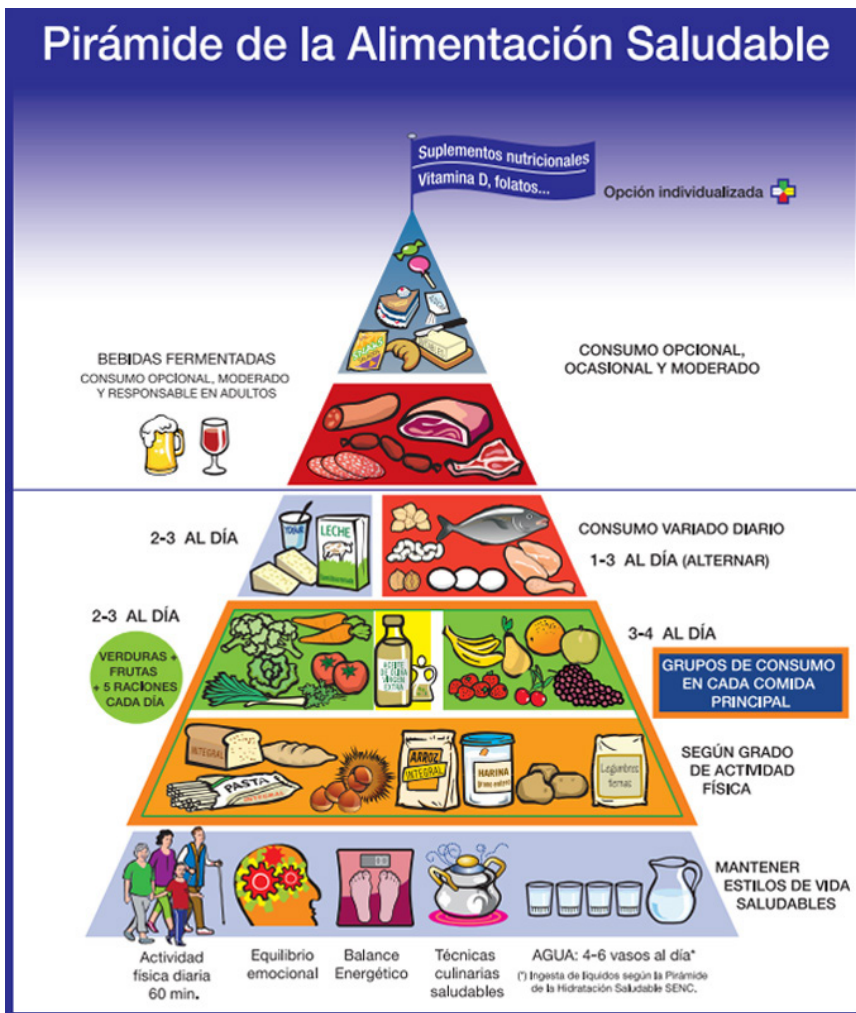 Pirámide de la Alimentación Saludable
Suplementos nutricionales
Vitamina D, folatos...
Opción individualizada
BEBIDAS FERMENTADAS
CONSUMO OPCIONAL, MODERADO
Y RESPONSABLE EN ADULTOS
CONSUMO OPCIONAL,
OCASIONAL Y MODERADO
2-3 AL DÍA
LECHE
CONSUMO VARIADO DIARIO
1-3 AL DÍA (ALTERNAR)
2-3 AL DÍA
VERDURAS +
FRUTAS
+ 5 RACIONES
CADA DÍA
ACEITE
DE OLIVA
VIRGEN
EXTRA
3-4 AL DÍA
GRUPOS DE CONSUMO
EN CADA COMIDA
PRINCIPAL
INTEGRAL
PASTA
INTEGRAL
ARROZ
INTEGRAL
HARINA
Legumbres
tiernas
SEGÚN GRADO
DE ACTIVIDAD
FÍSICA
MANTENER
ESTILOS DE VIDA
SALUDABLES
Actividad
física diaria
60 min.
Equilibrio
emocional
Balance
Energético
Técnicas
culinarias
saludables
AGUA: 4-6 vasos al día*
(*) Ingesta de líquidos según la Pirámide
de la Hidratación Saludable SENC.